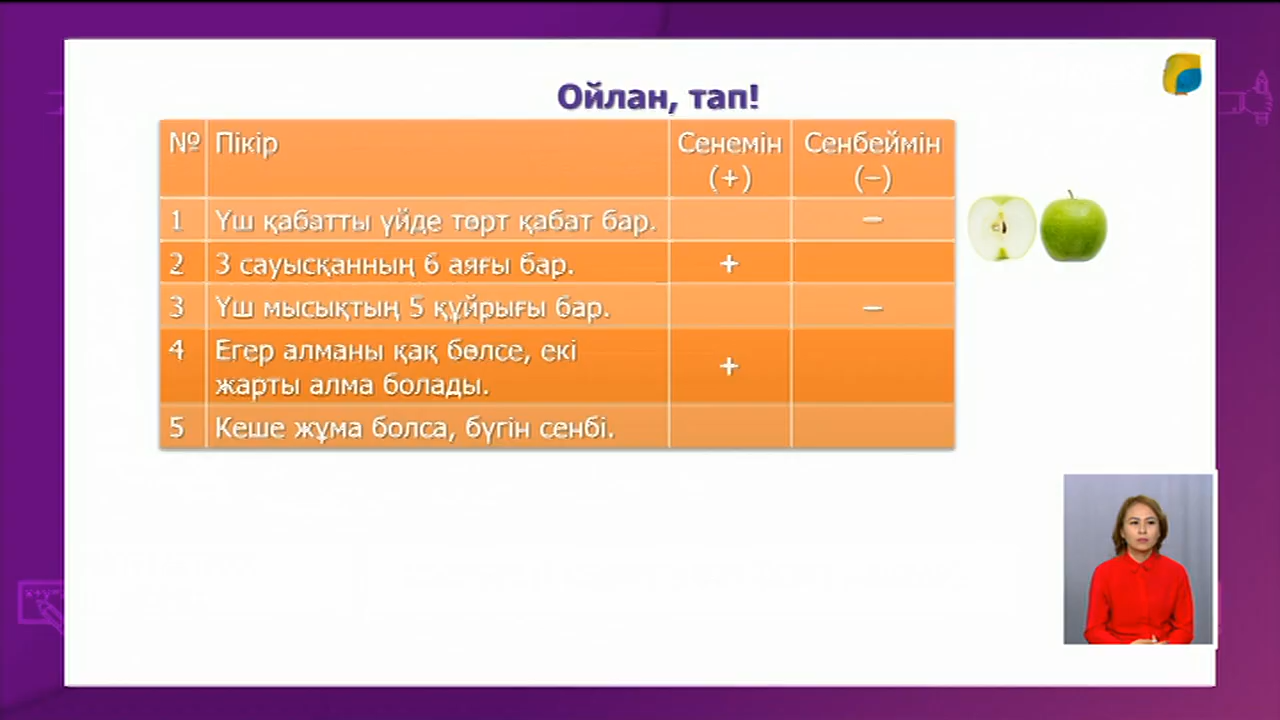 Ойлан, тап!
№ Пікір Сенемін (+) Сенбеймін (–)
1 Үш қабатты үйде төрт қабат бар. –
2 3 сауысқанның 6 аяғы бар. +
3 Үш мысықтың 5 құйрығы бар. –
4 Егер алманы қақ бөлсе, екі
жарты алма болады. +
5 Кеше жұма болса, бүгін сенбі.